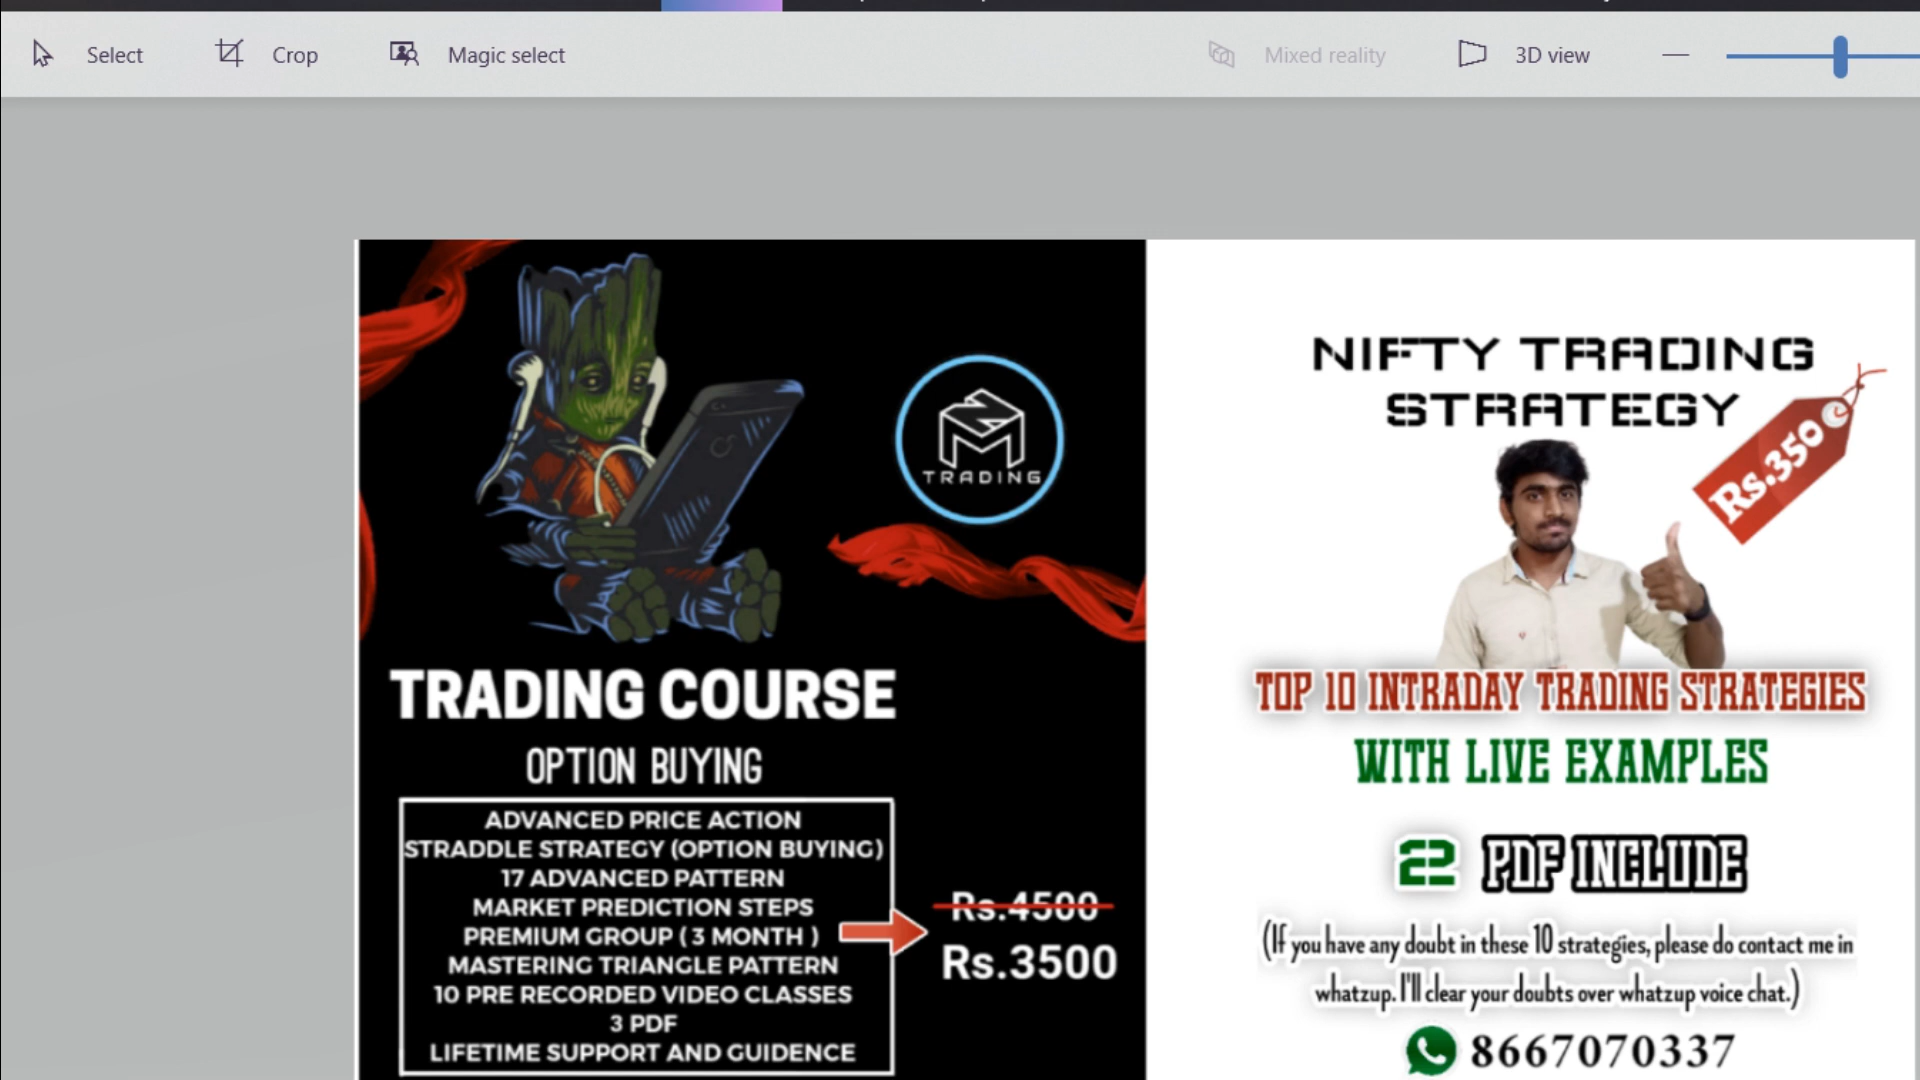 Select
Crop
Magic select
Mixed reality
3D view
TRADING
TRADING COURSE
OPTION BUYING
ADVANCED PRICE ACTION
STRADDLE STRATEGY (OPTION BUYING)
17 ADVANCED PATTERN
MARKET PREDICTION STEPS
PREMIUM GROUP ( 3 MONTH )
MASTERING TRIANGLE PATTERN
10 PRE RECORDED VIDEO CLASSES
3 PDF
LIFETIME SUPPORT AND GUIDENCE
Rs.4500
Rs.3500
NIFTY TRADING
STRATEGY
Rs.350
TOP 10 INTRADAY TRADING STRATEGIES
WITH LIVE EXAMPLES
22 PDF INCLUDE
(If you have any doubt in these 10 strategies, please do contact me in
whatzup. I'll clear your doubts over whatzup voice chat.)
8667070337